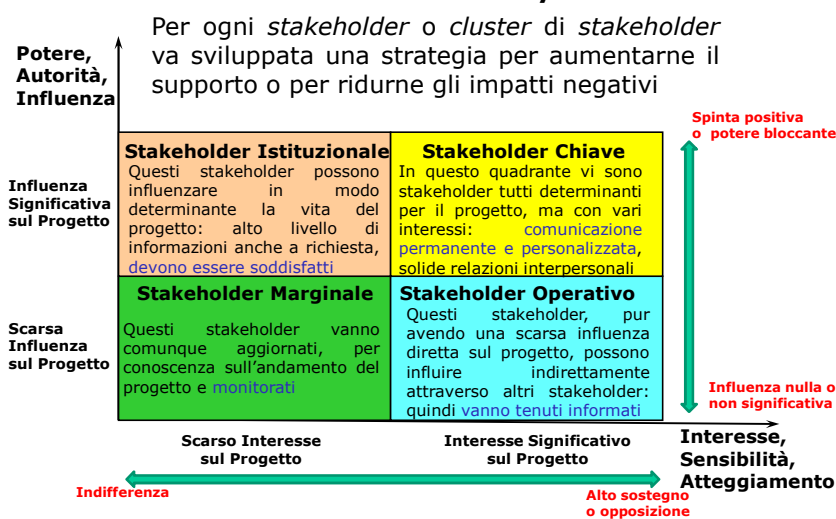 Per ogni stakeholder o cluster di stakeholder
va sviluppata una strategia per aumentarne il
supporto o per ridurne gli impatti negativi
Potere,
Autorità,
Influenza
Spinta positiva
o potere bloccante
Influenza
Significativa
sul Progetto
Stakeholder Istituzionale
Questi stakeholder possono
influenzare in modo
determinante la vita del
progetto: alto livello di
informazioni anche a richiesta,
devono essere soddisfatti
Stakeholder Chiave
In questo quadrante vi sono
stakeholder tutti determinanti
per il progetto, ma con vari
interessi: comunicazione
permanente e personalizzata,
solide relazioni interpersonali
Scarsa
Influenza
sul Progetto
Stakeholder Marginale
Questi stakeholder vanno
comunque aggiornati, per
conoscenza sull'andamento del
progetto e monitorati
Stakeholder Operativo
Questi stakeholder, pur
avendo una scarsa influenza
diretta sul progetto, possono
influire indirettamente
attraverso altri stakeholder:
quindi vanno tenuti informati
Influenza nulla o
non significativa
Scarso Interesse
sul Progetto
Interesse Significativo
sul Progetto
Interesse,
Sensibilità,
Atteggiamento
Indifferenza
Alto sostegno
o opposizione